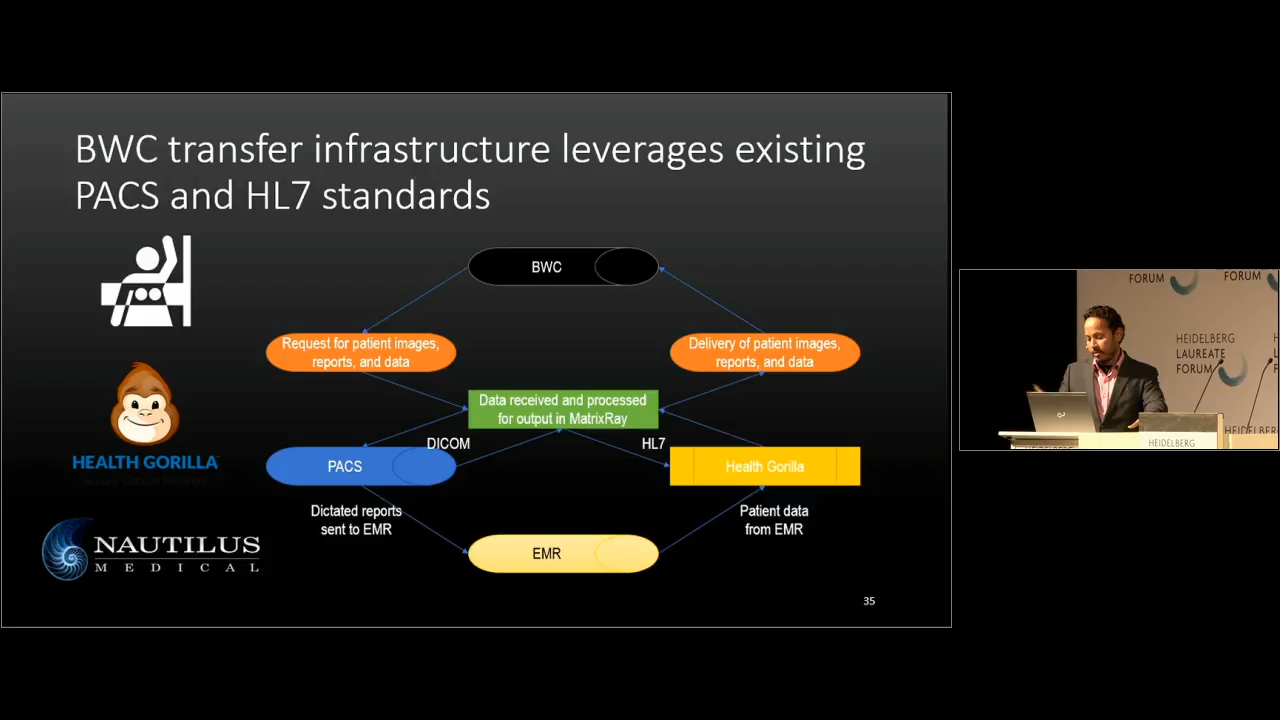 BWC transfer infrastructure leverages existing
PACS and HL7 standards
BWC
Request for patient images,
reports, and data
Delivery of patient images,
reports, and data
Data received and processed
for output in MatrixRay
DICOM
HL7
PACS
Health Gorilla
Dictated reports
sent to EMR
Patient data
from EMR
EMR
HEALTH GORILLA
NAUTILUS
MEDICAL
35
FORUM
FORUM
HEIDELBERG
LAUREATE
FORUM
HEIDELBERG
HEIDELBERG